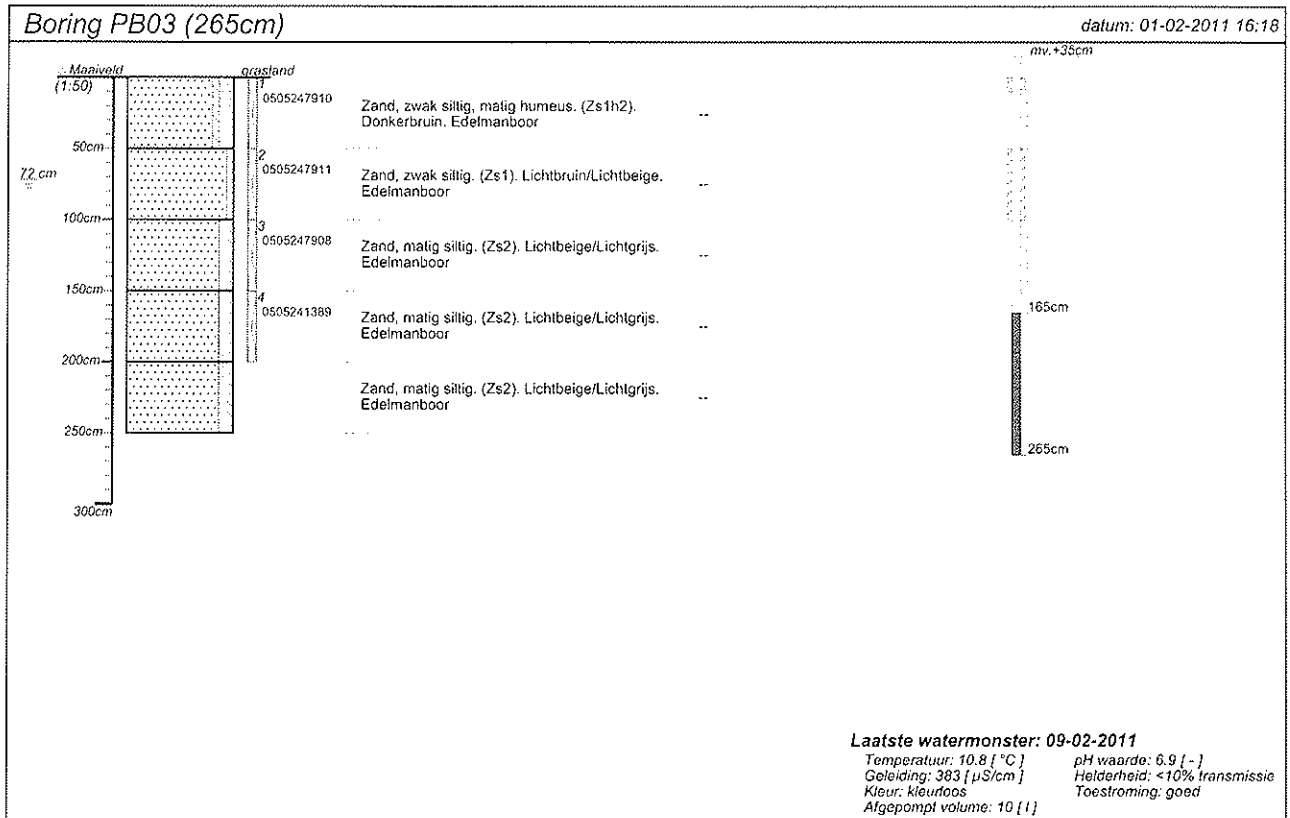 Boring PB03 (265cm)
datum: 01-02-2011 16:18
mv.+35cm
Maaiveld
grasland
(1:50)
1
0505247910
Zand, zwak siltig, matig humeus. (Zs1h2).
Donkerbruin. Edelmanboor
--
50cm
2
72 cm
0505247911
Zand, zwak siltig. (Zs1). Lichtbruin/Lichtbeige.
Edelmanboor
--
100cm
3
0505247908
Zand, matig siltig. (Zs2). Lichtbeige/Lichtgrijs.
Edelmanboor
--
150cm
4
0505241389
165cm
Zand, matig siltig. (Zs2). Lichtbeige/Lichtgrijs.
Edelmanboor
--
200cm
Zand, matig siltig. (Zs2). Lichtbeige/Lichtgrijs.
Edelmanboor
--
250cm
265cm
300cm
Laatste watermonster: 09-02-2011
Temperatuur: 10.8 [ °C ]
pH waarde: 6.9 [ - ]
Geleiding: 383 [ µS/cm ]
Helderheid: <10% transmissie
Kleur: kleurloos
Toestroming: goed
Afgepompt volume: 10 [ l ]